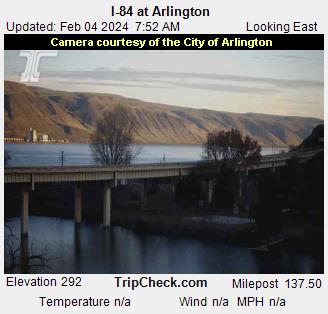 I-84 at Arlington
Updated: Feb 04 2024 7:52 AM Looking East
Camera courtesy of the City of Arlington
Elevation 292 TripCheck.com Milepost 137.50
Temperature n/a Wind n/a MPH n/a